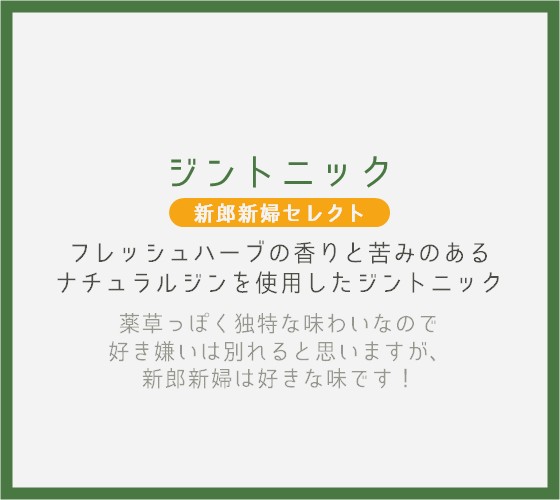 ジントニック
新郎新婦セレクト
フレッシュハーブの香りと苦みのある
ナチュラルジンを使用したジントニック
薬草っぽく独特な味わいなので
好き嫌いは別れると思いますが、
新郎新婦は好きな味です！